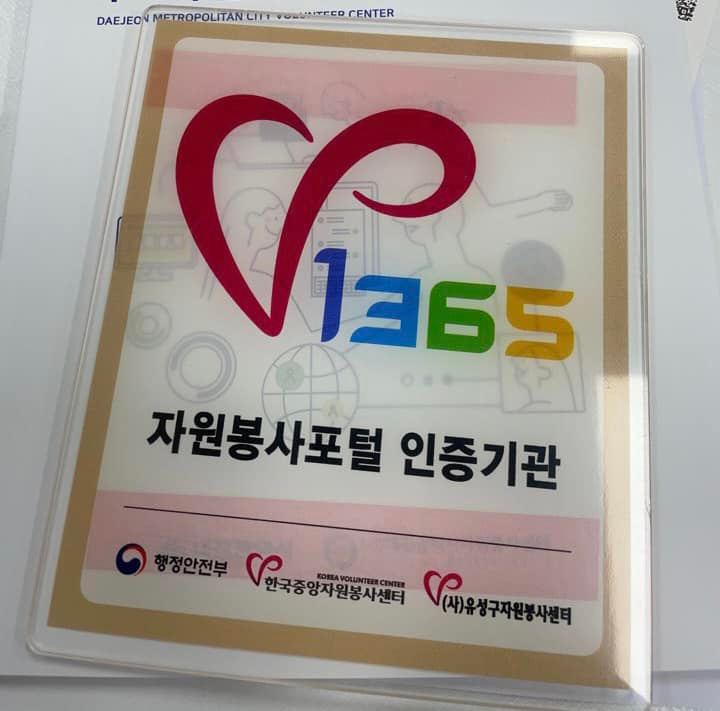 DAEJEON METROPOLITAN CITY VOLUNTEER CENTER
1365
자원봉사포털 인증기관
행정안전부
KOREA VOLUNTEER CENTER
한국중앙자원봉사센터
(사)유성구자원봉사센터